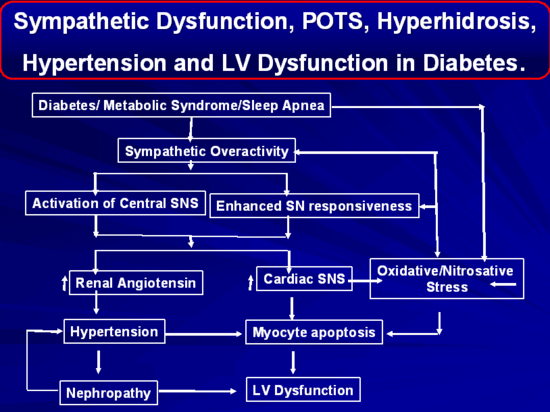 Sympathetic Dysfunction, POTS, Hyperhidrosis,
Hypertension and LV Dysfunction in Diabetes.
Diabetes/ Metabolic Syndrome/Sleep Apnea
Sympathetic Overactivity
Activation of Central SNS
Enhanced SN responsiveness
Renal Angiotensin
Cardiac SNS
Oxidative/Nitrosative
Stress
Hypertension
Myocyte apoptosis
Nephropathy
LV Dysfunction